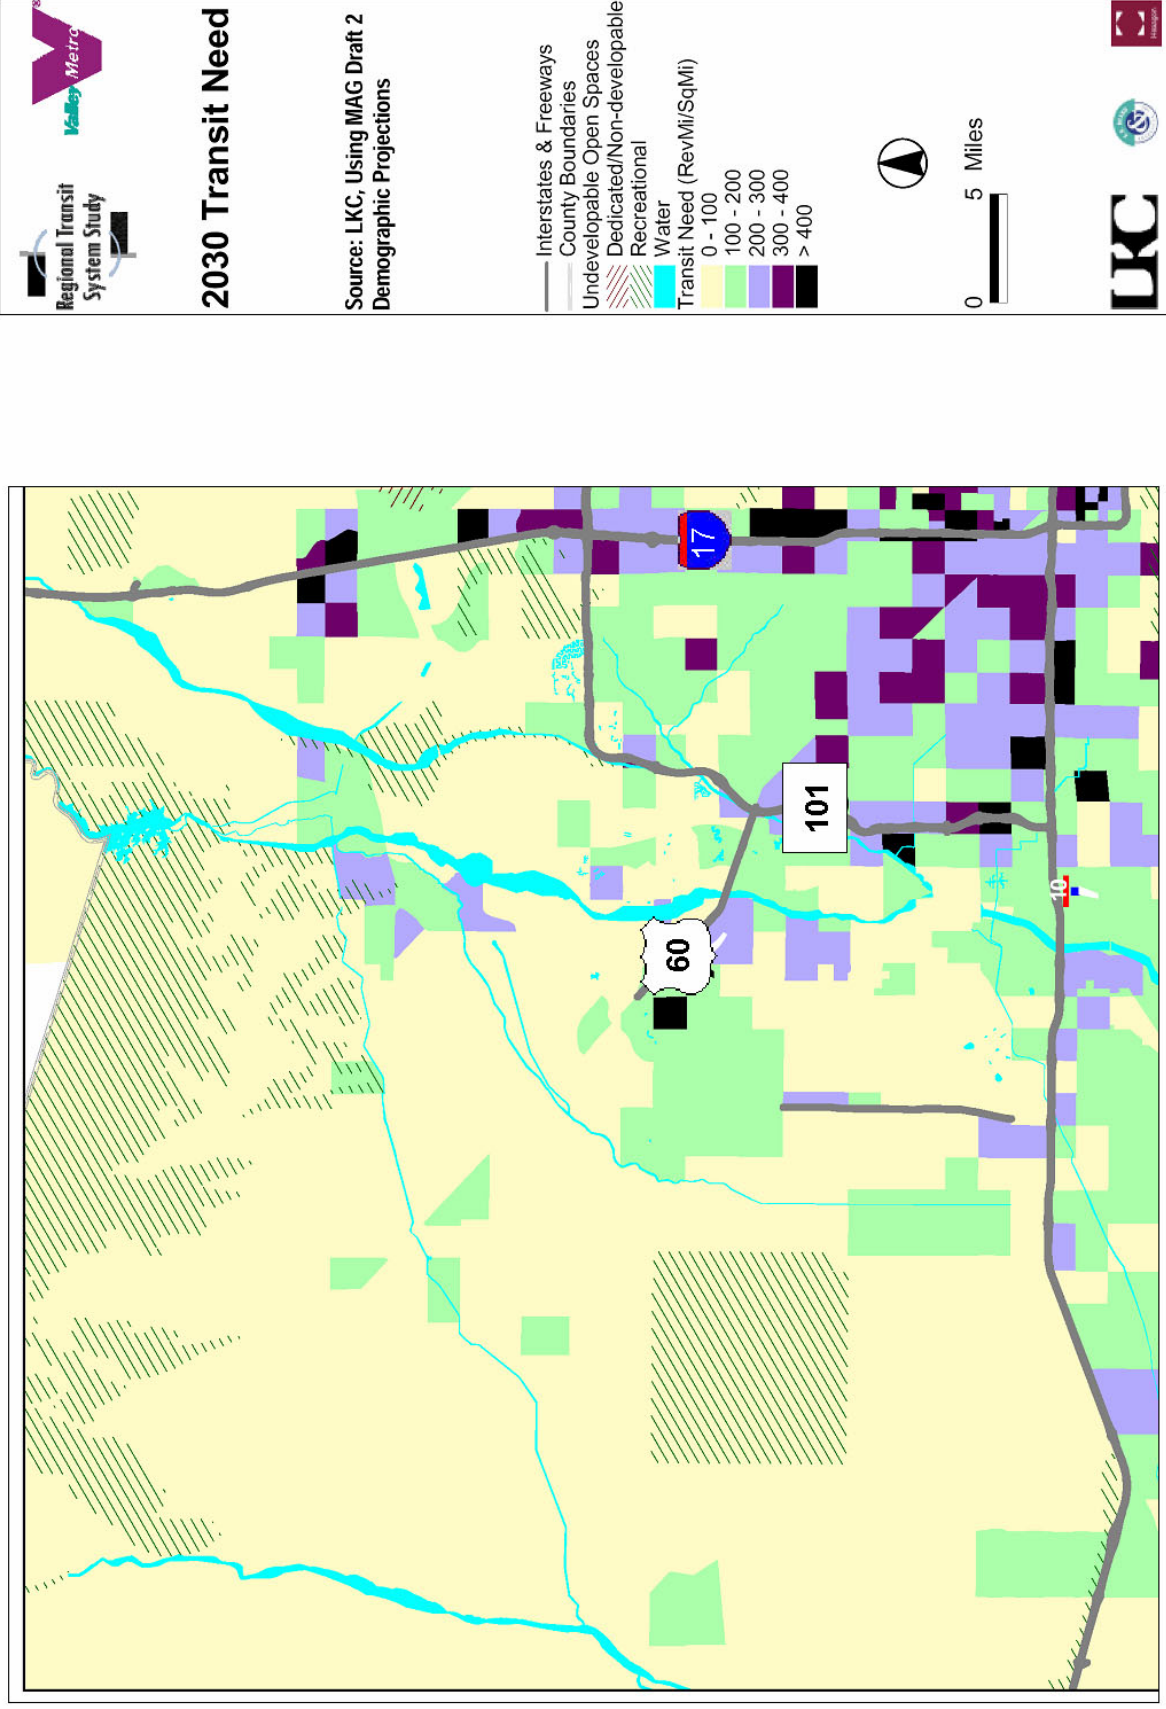 Regional Transit
System Study
Valley Metro
®
2030 Transit Need
Source: LKC, Using MAG Draft 2
Demographic Projections
Interstates & Freeways
County Boundaries
Undevelopable Open Spaces
Dedicated/Non-developable
Recreational
Water
Transit Need (RevMi/SqMi)
0 - 100
100 - 200
200 - 300
300 - 400
> 400
0 5 Miles
LKC
Hexagon
17
101
60
10